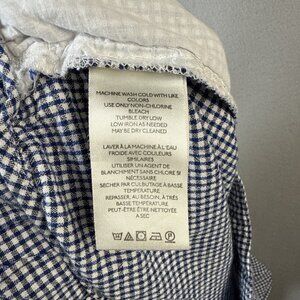 MACHINE WASH COLD WITH LIKE
COLORS
USE ONLY NON-CHLORINE
BLEACH
TUMBLE DRY LOW
LOW IRON AS NEEDED
MAY BE DRY CLEANED
LAVER À LA MACHINE À L'EAU
FROIDE AVEC COULEURS
SIMILAIRES
UTILISER UN AGENT DE
BLANCHIMENT SANS CHLORE SI
NÉCESSAIRE
SÉCHER PAR CULBUTAGE À BASSE
TEMPÉRATURE
REPASSER, AU BESOIN, À TRÈS
BASSE TEMPÉRATURE
PEUT-ÊTRE ÊTRE NETTOYÉ
A SEC